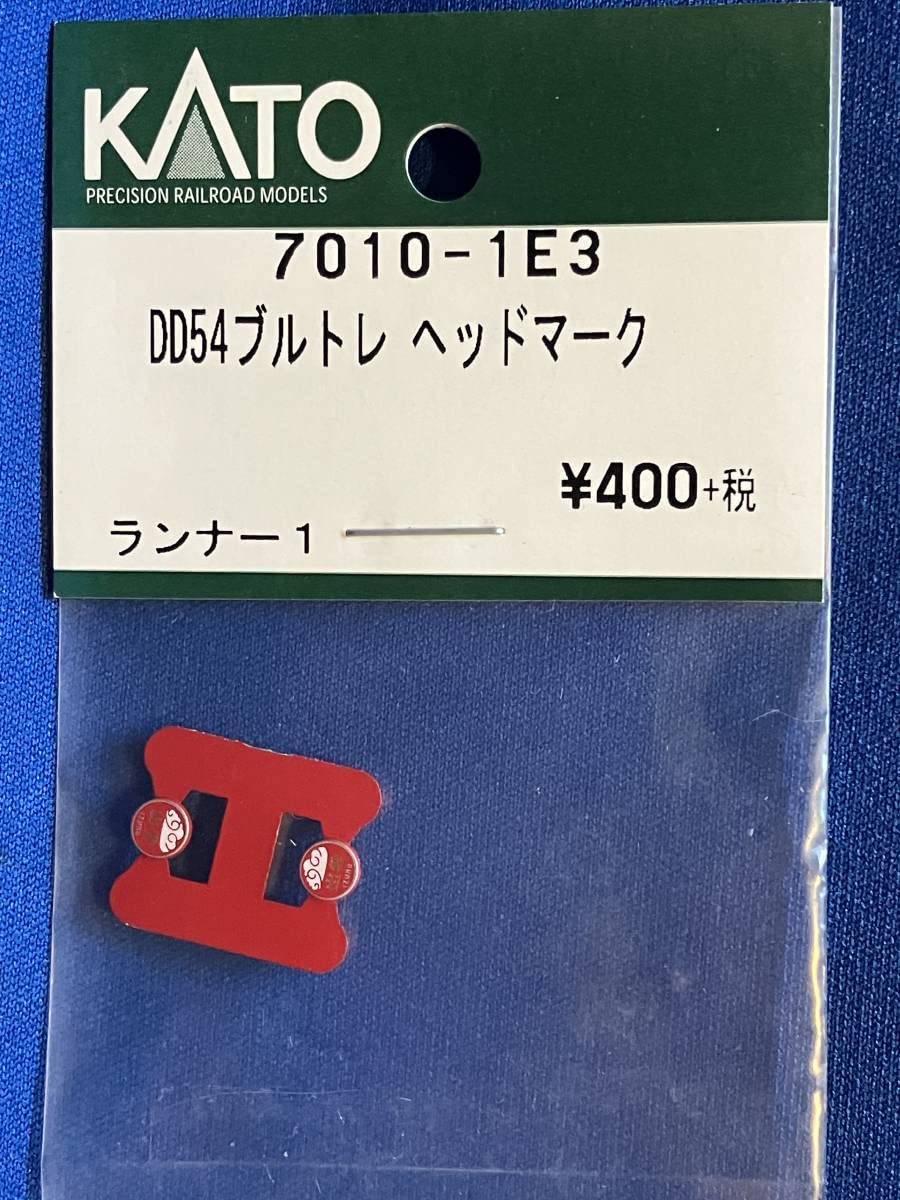 KATO
PRECISION RAILROAD MODELS
7010-1E3
DD54ブルトレ ヘッドマーク
¥400+税
ランナー1
IZUMO